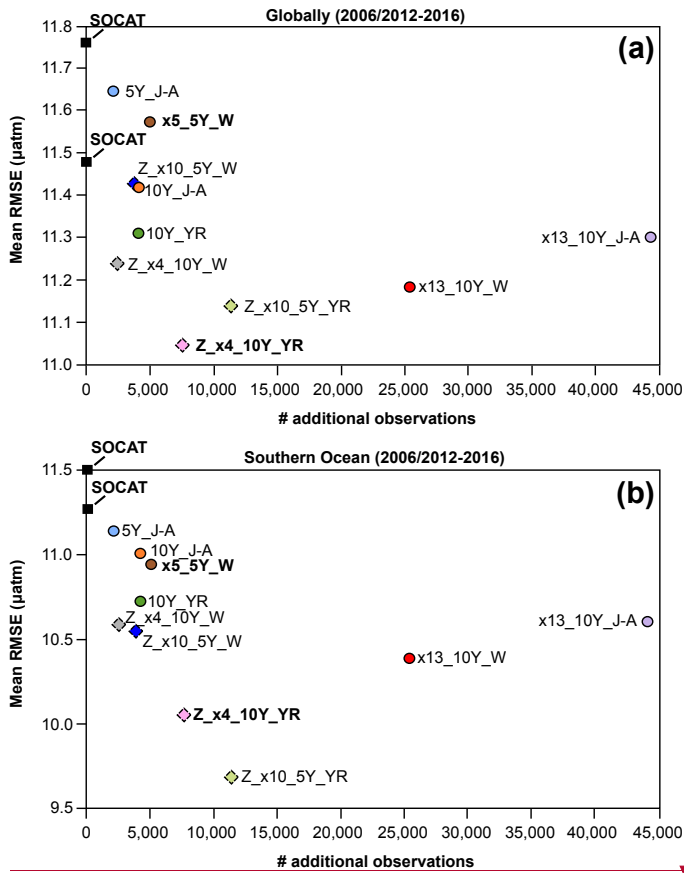 Globally (2006/2012-2016)
(a)
Mean RMSE (µatm)
11.8
11.7
11.6
11.5
11.4
11.3
11.2
11.1
11.0
SOCAT
5Y_J-A
x5_5Y_W
SOCAT
Z_x10_5Y_W
10Y_J-A
10Y_YR
x13_10Y_J-A
Z_x4_10Y_W
x13_10Y_W
Z_x10_5Y_YR
Z_x4_10Y_YR
0 5,000 10,000 15,000 20,000 25,000 30,000 35,000 40,000 45,000
# additional observations
Southern Ocean (2006/2012-2016)
(b)
Mean RMSE (µatm)
11.5
11.0
10.5
10.0
9.5
SOCAT
SOCAT
5Y_J-A
10Y_J-A
x5_5Y_W
10Y_YR
Z_x4_10Y_W
x13_10Y_J-A
Z_x10_5Y_W
x13_10Y_W
Z_x4_10Y_YR
Z_x10_5Y_YR
0 5,000 10,000 15,000 20,000 25,000 30,000 35,000 40,000 45,000
# additional observations